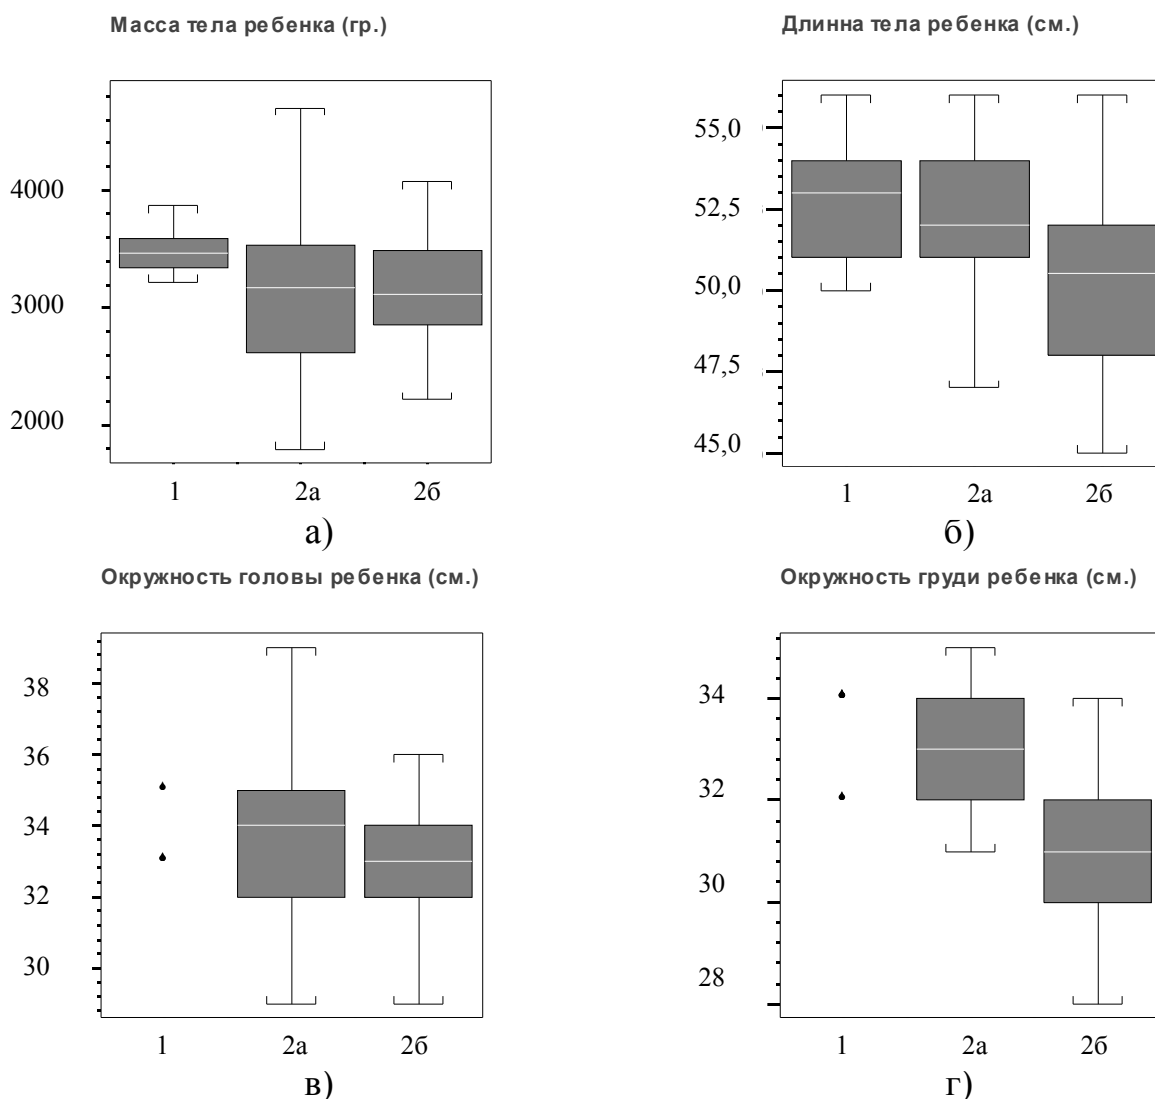 Масса тела ребенка (гр.)
4000
3000
2000
1 2а 2б
а)
Длинна тела ребенка (см.)
55,0
52,5
50,0
47,5
45,0
1 2а 2б
б)
Окружность головы ребенка (см.)
38
36
34
32
30
1 2а 2б
в)
Окружность груди ребенка (см.)
34
32
30
28
1 2а 2б
г)